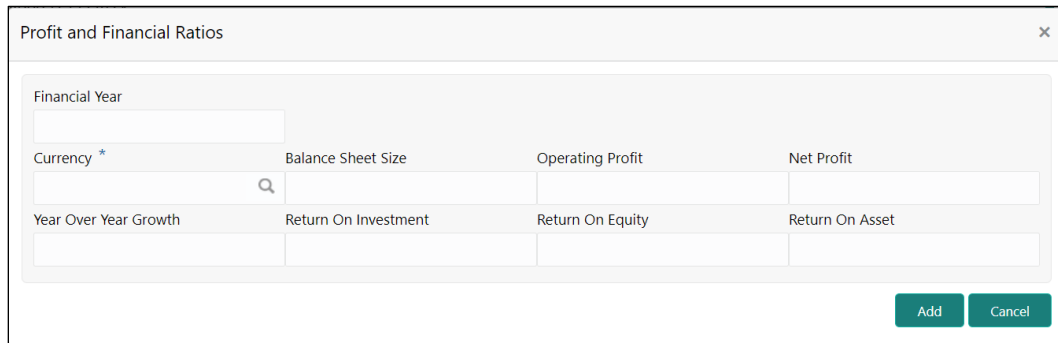 Profit and Financial Ratios ×
Financial Year
Currency * Balance Sheet Size Operating Profit Net Profit
Year Over Year Growth Return On Investment Return On Equity Return On Asset
Add Cancel